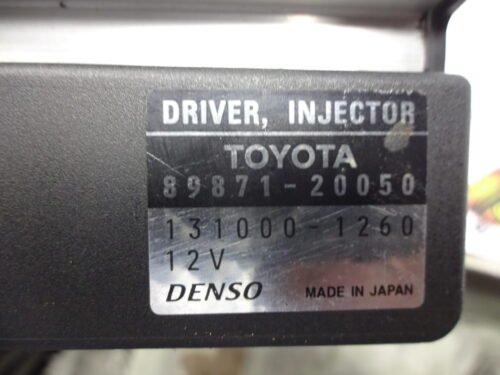 DRIVER, INJECTOR
TOYOTA
89871-20050
131000-1260
12V
DENSO MADE IN JAPAN